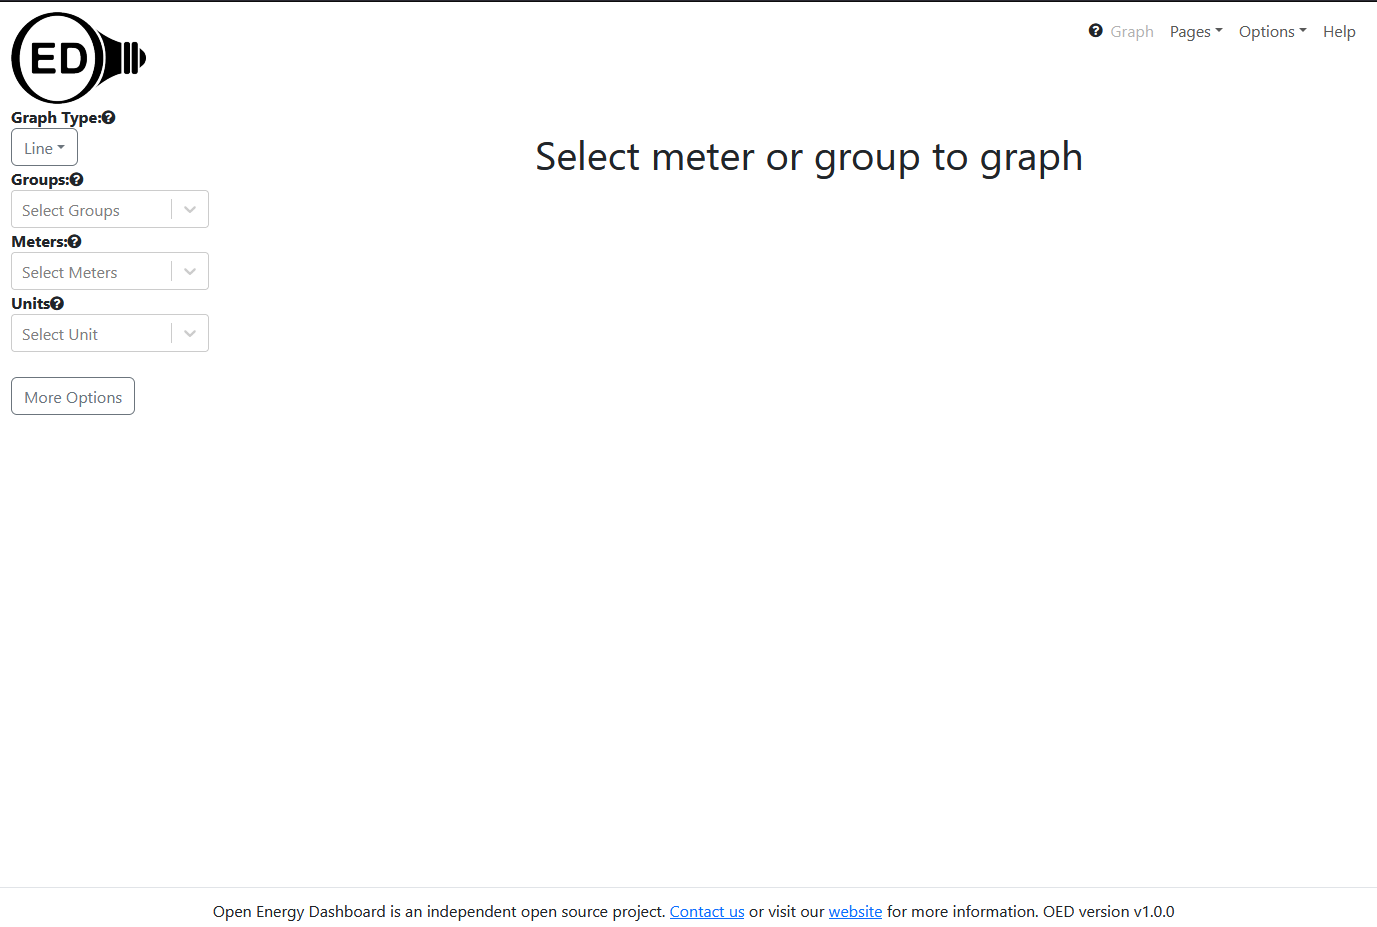 ED
Graph Pages Options Help
Graph Type:
Line
Select meter or group to graph
Groups:
Select Groups
Meters:
Select Meters
Units
Select Unit
More Options
Open Energy Dashboard is an independent open source project. Contact us or visit our website for more information. OED version v1.0.0